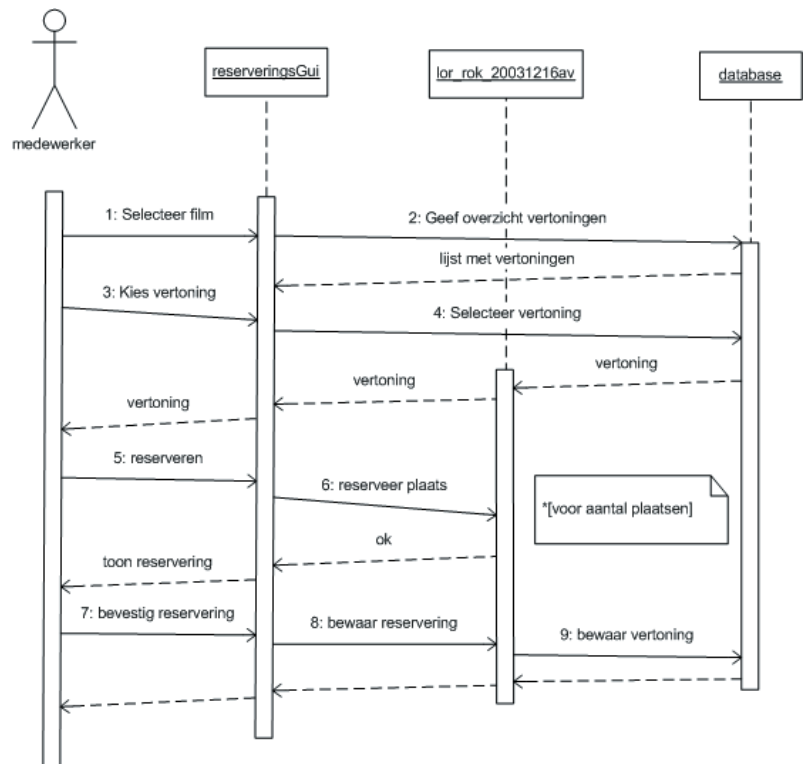 reserveringsGui
lor_rok_20031216av
database
medewerker
1: Selecteer film
2: Geef overzicht vertoningen
lijst met vertoningen
3: Kies vertoning
4: Selecteer vertoning
vertoning
vertoning
vertoning
5: reserveren
6: reserveer plaats
*[voor aantal plaatsen]
ok
toon reservering
7: bevestig reservering
8: bewaar reservering
9: bewaar vertoning